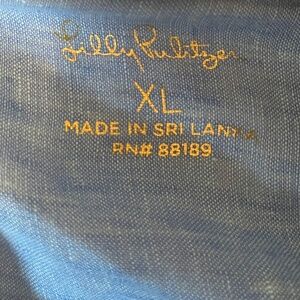 Lilly Pulitzer
XL
MADE IN SRI LANKA
RN# 88189